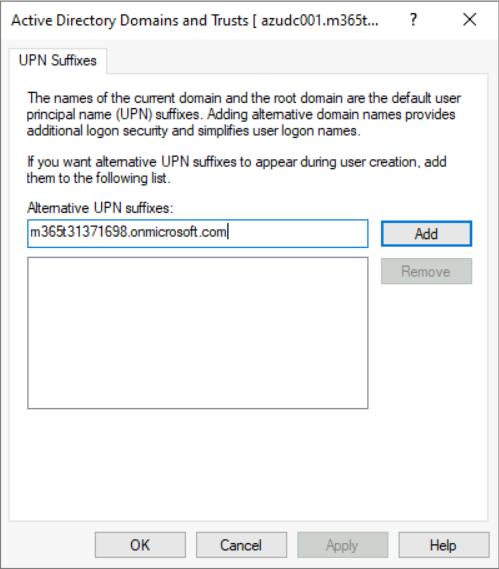 Active Directory Domains and Trusts [ azudc001.m365t...
?
UPN Suffixes
The names of the current domain and the root domain are the default user
principal name (UPN) suffixes. Adding alternative domain names provides
additional logon security and simplifies user logon names.
If you want alternative UPN suffixes to appear during user creation, add
them to the following list.
Alternative UPN suffixes:
m365t31371698.onmicrosoft.com
Add
Remove
OK
Cancel
Apply
Help